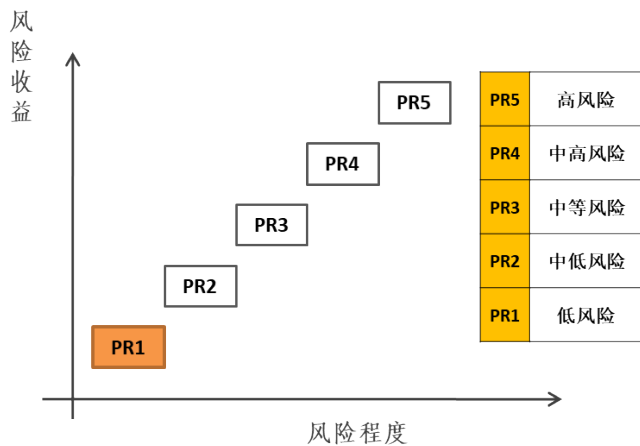 风险收益
PR5
PR4
PR3
PR2
PR1
风险程度
PR5 高风险
PR4 中高风险
PR3 中等风险
PR2 中低风险
PR1 低风险